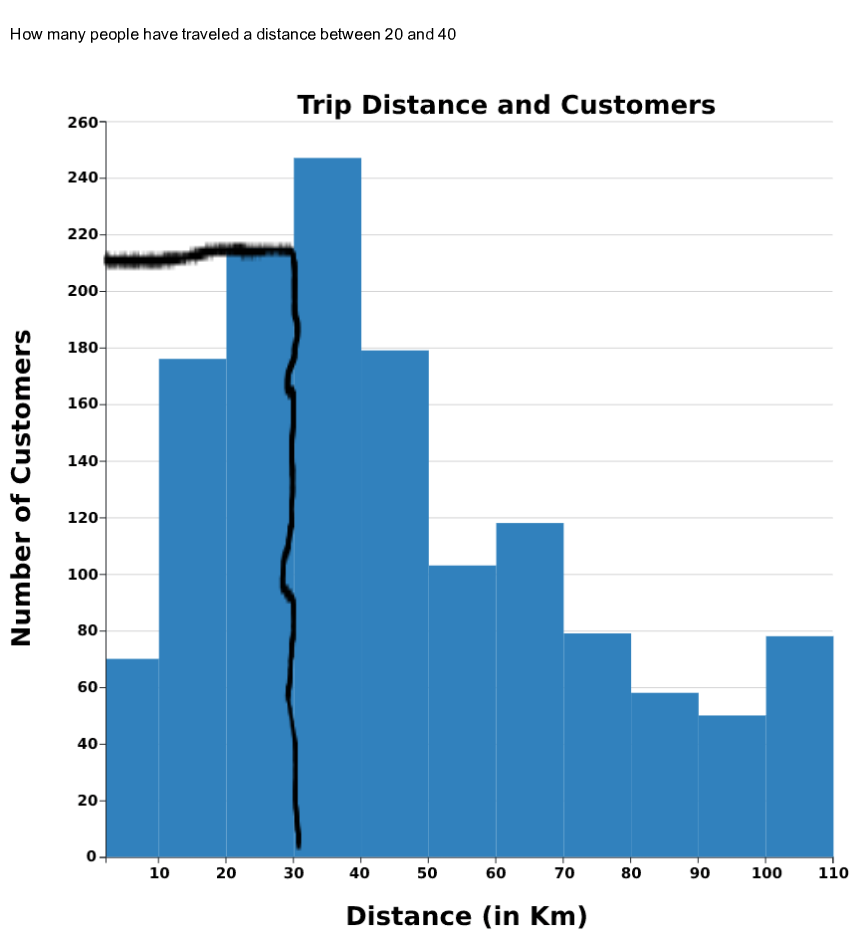 How many people have traveled a distance between 20 and 40
Trip Distance and Customers
260
240
220
200
180
160
140
120
100
80
60
40
20
0
Number of Customers
10 20 30 40 50 60 70 80 90 100 110
Distance (in Km)